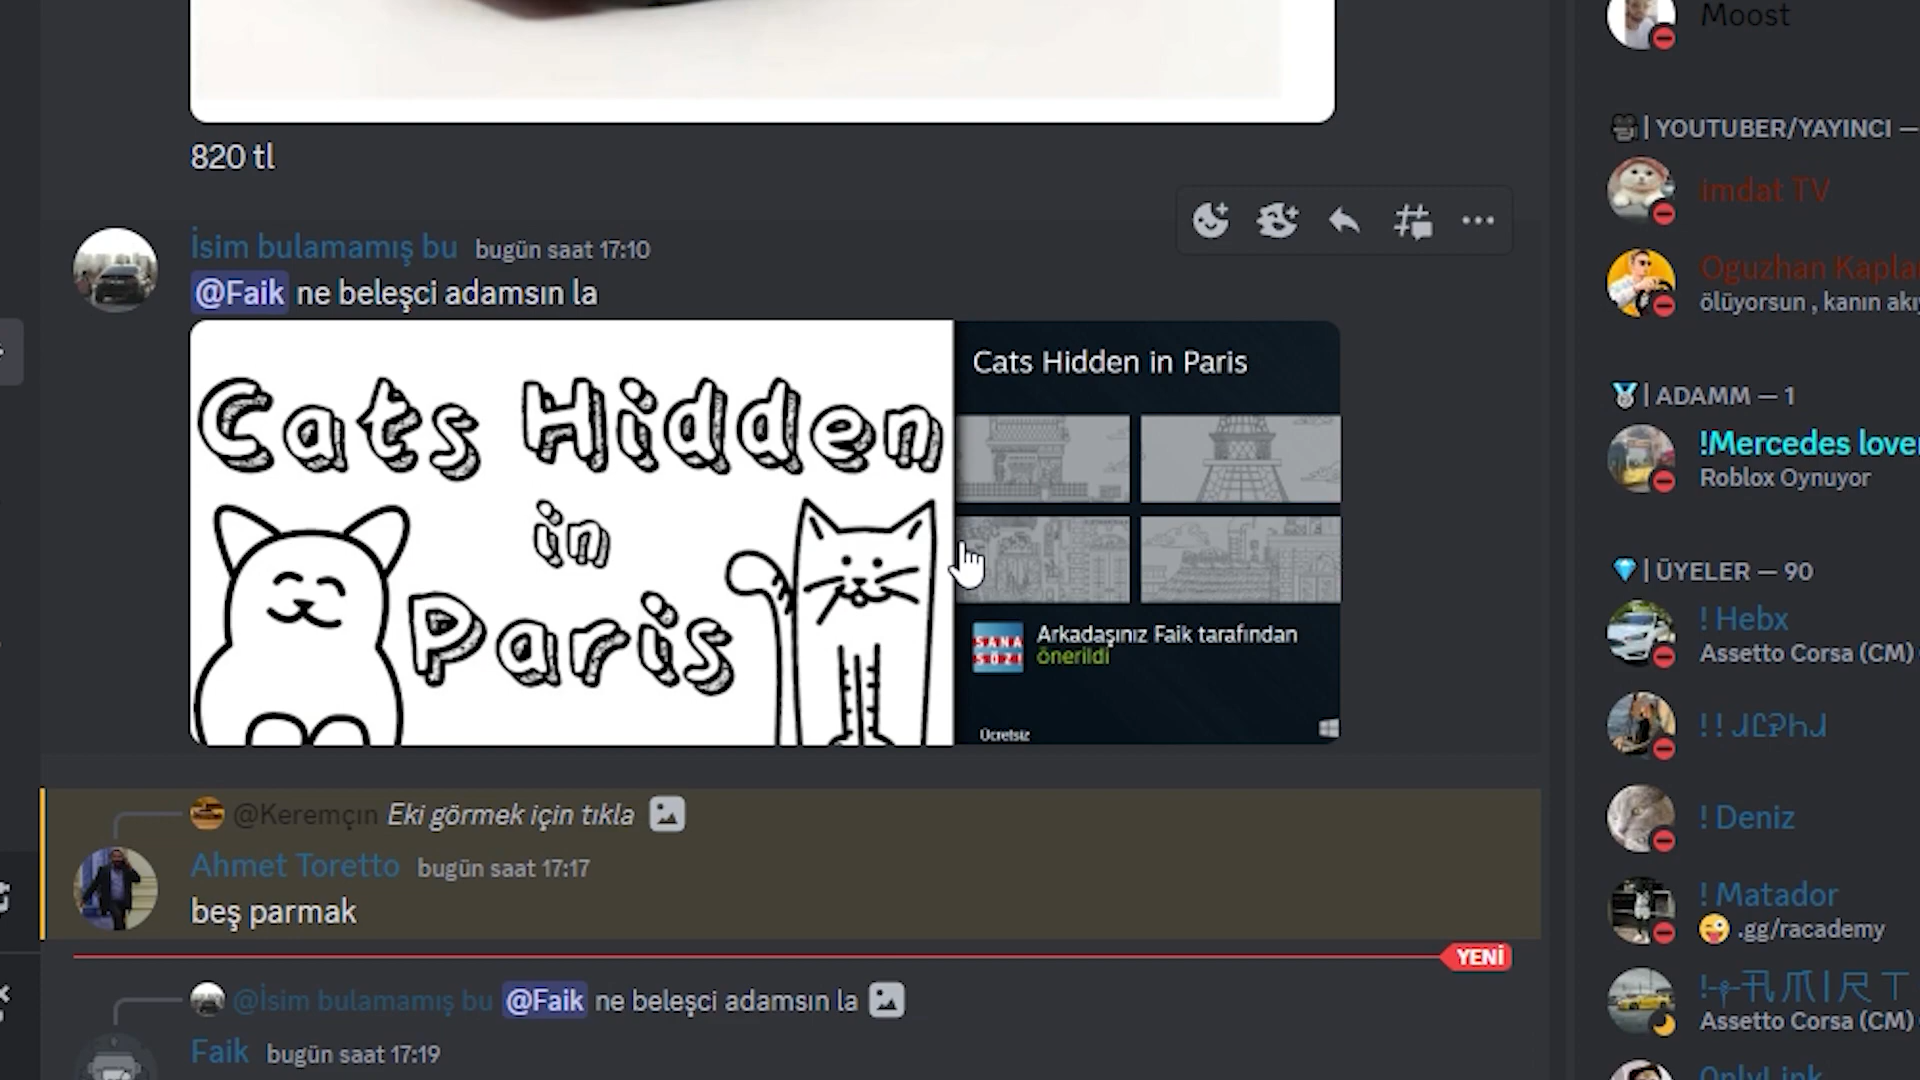 820 tl
İsim bulamamış bu bugün saat 17:10
@Faik ne beleşci adamsın la
Cats Hidden
in
Paris
Cats Hidden in Paris
SANA
SÖZ!
Arkadaşınız Faik tarafından
önerildi
Ücretsiz
@Keremçın Eki görmek için tıkla
Ahmet Toretto bugün saat 17:17
beş parmak
YENİ
@İsim bulamamış bu @Faik ne beleşci adamsın la
Faik bugün saat 17:19
Moost
| YOUTUBER/YAYINCI —
imdat TV
Oguzhan Kapla
ölüyorsun , kanın akı
| ADAMM — 1
!Mercedes lover
Roblox Oynuyor
| ÜYELER — 90
! Hebx
Assetto Corsa (CM)
! Deniz
! Matador
.gg/racademy
Assetto Corsa (CM)
OnlyLink